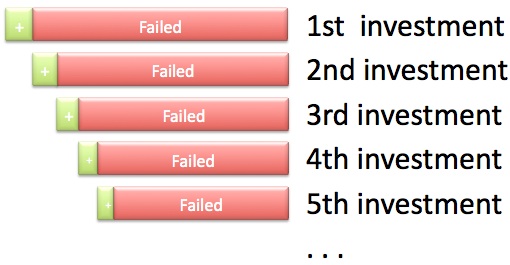 + Failed 1st investment
+ Failed 2nd investment
+ Failed 3rd investment
+ Failed 4th investment
+ Failed 5th investment
...